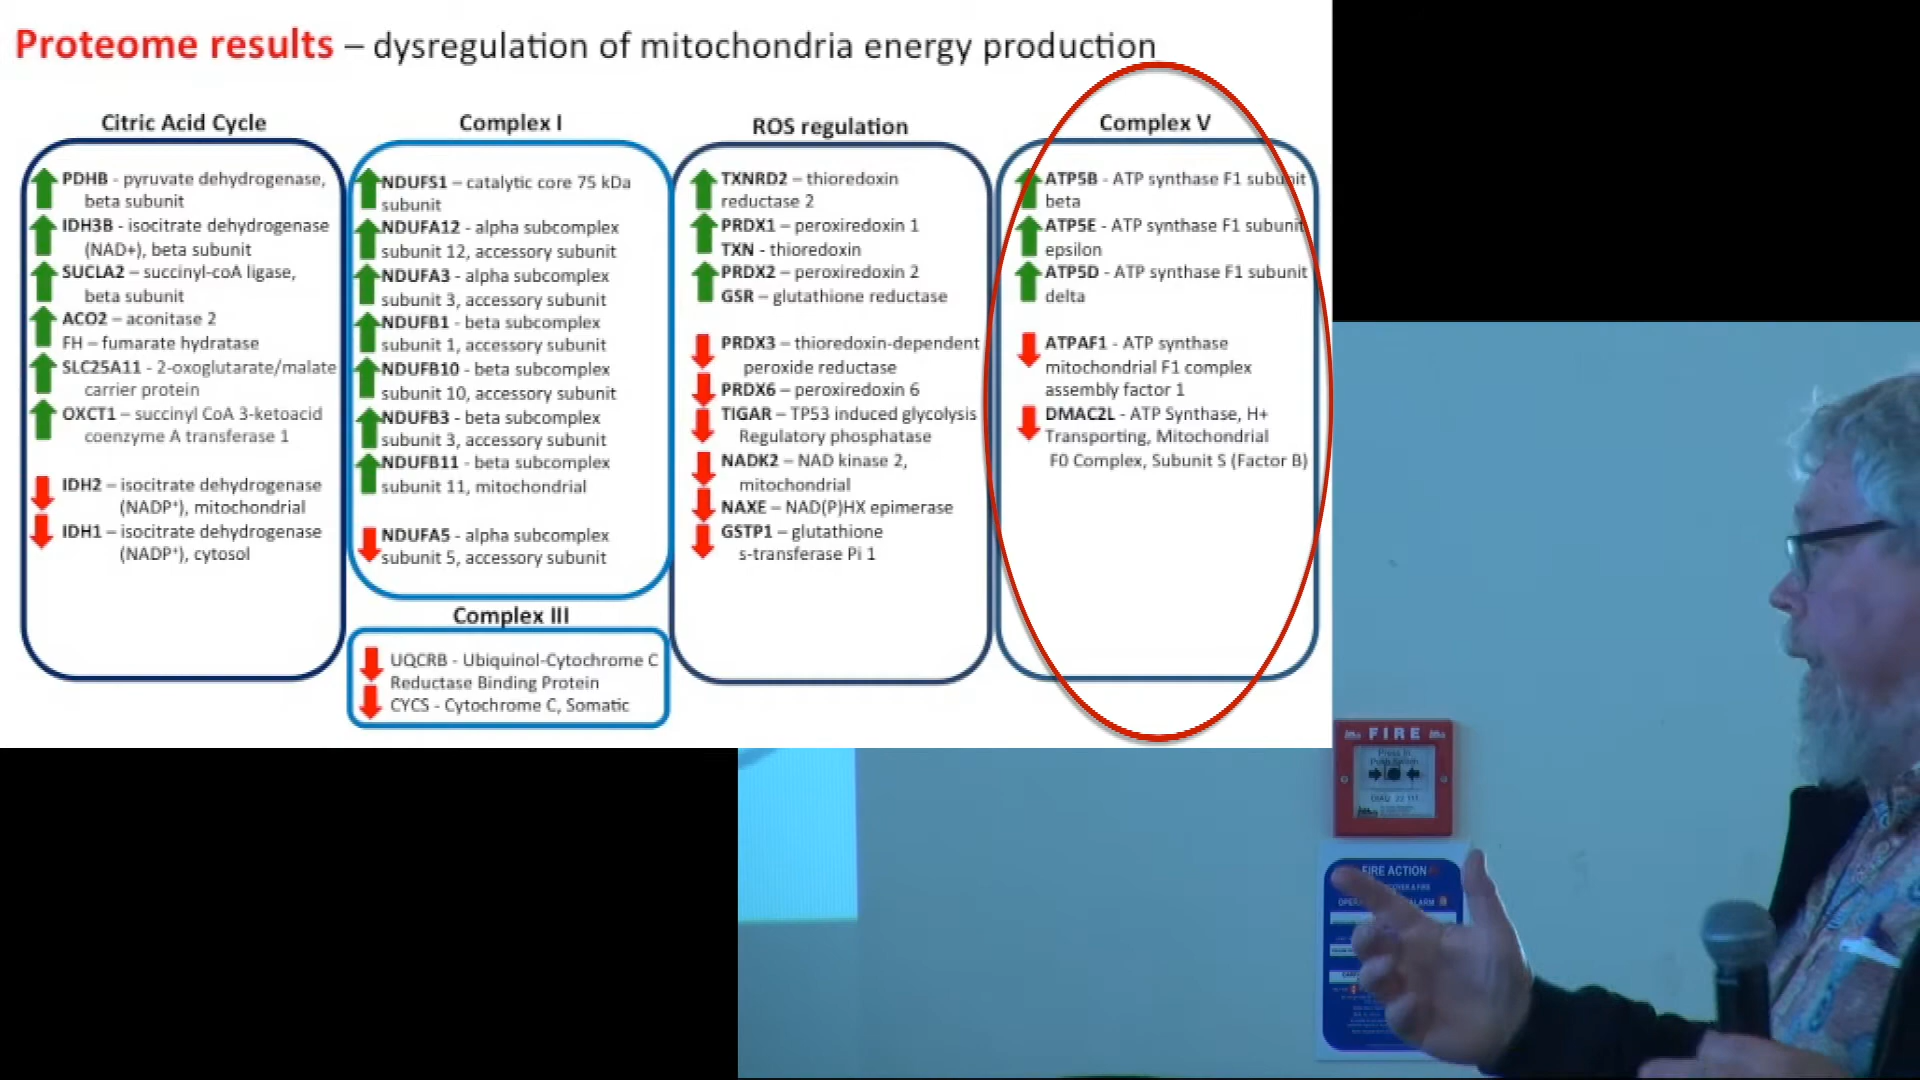 Proteome results – dysregulation of mitochondria energy production
Citric Acid Cycle
PDHB - pyruvate dehydrogenase,
beta subunit
IDH3B - isocitrate dehydrogenase
(NAD+), beta subunit
SUCLA2 – succinyl-coA ligase,
beta subunit
ACO2 – aconitase 2
FH – fumarate hydratase
SLC25A11 - 2-oxoglutarate/malate
carrier protein
OXCT1 – succinyl CoA 3-ketoacid
coenzyme A transferase 1
IDH2 – isocitrate dehydrogenase
(NADP⁺), mitochondrial
IDH1 – isocitrate dehydrogenase
(NADP⁺), cytosol
Complex I
NDUFS1 – catalytic core 75 kDa
subunit
NDUFA12 - alpha subcomplex
subunit 12, accessory subunit
NDUFA3 - alpha subcomplex
subunit 3, accessory subunit
NDUFB1 - beta subcomplex
subunit 1, accessory subunit
NDUFB10 - beta subcomplex
subunit 10, accessory subunit
NDUFB3 - beta subcomplex
subunit 3, accessory subunit
NDUFB11 - beta subcomplex
subunit 11, mitochondrial
NDUFA5 - alpha subcomplex
subunit 5, accessory subunit
Complex III
UQCRB - Ubiquinol-Cytochrome C
Reductase Binding Protein
CYCS - Cytochrome C, Somatic
ROS regulation
TXNRD2 – thioredoxin
reductase 2
PRDX1 – peroxiredoxin 1
TXN - thioredoxin
PRDX2 – peroxiredoxin 2
GSR – glutathione reductase
PRDX3 – thioredoxin-dependent
peroxide reductase
PRDX6 – peroxiredoxin 6
TIGAR – TP53 induced glycolysis
Regulatory phosphatase
NADK2 – NAD kinase 2,
mitochondrial
NAXE – NAD(P)HX epimerase
GSTP1 – glutathione
s-transferase Pi 1
Complex V
ATP5B - ATP synthase F1 subunit
beta
ATP5E - ATP synthase F1 subunit
epsilon
ATP5D - ATP synthase F1 subunit
delta
ATPAF1 - ATP synthase
mitochondrial F1 complex
assembly factor 1
DMAC2L - ATP Synthase, H+
Transporting, Mitochondrial
F0 Complex, Subunit S (Factor B)
FIRE
Press In
FIRE ACTION